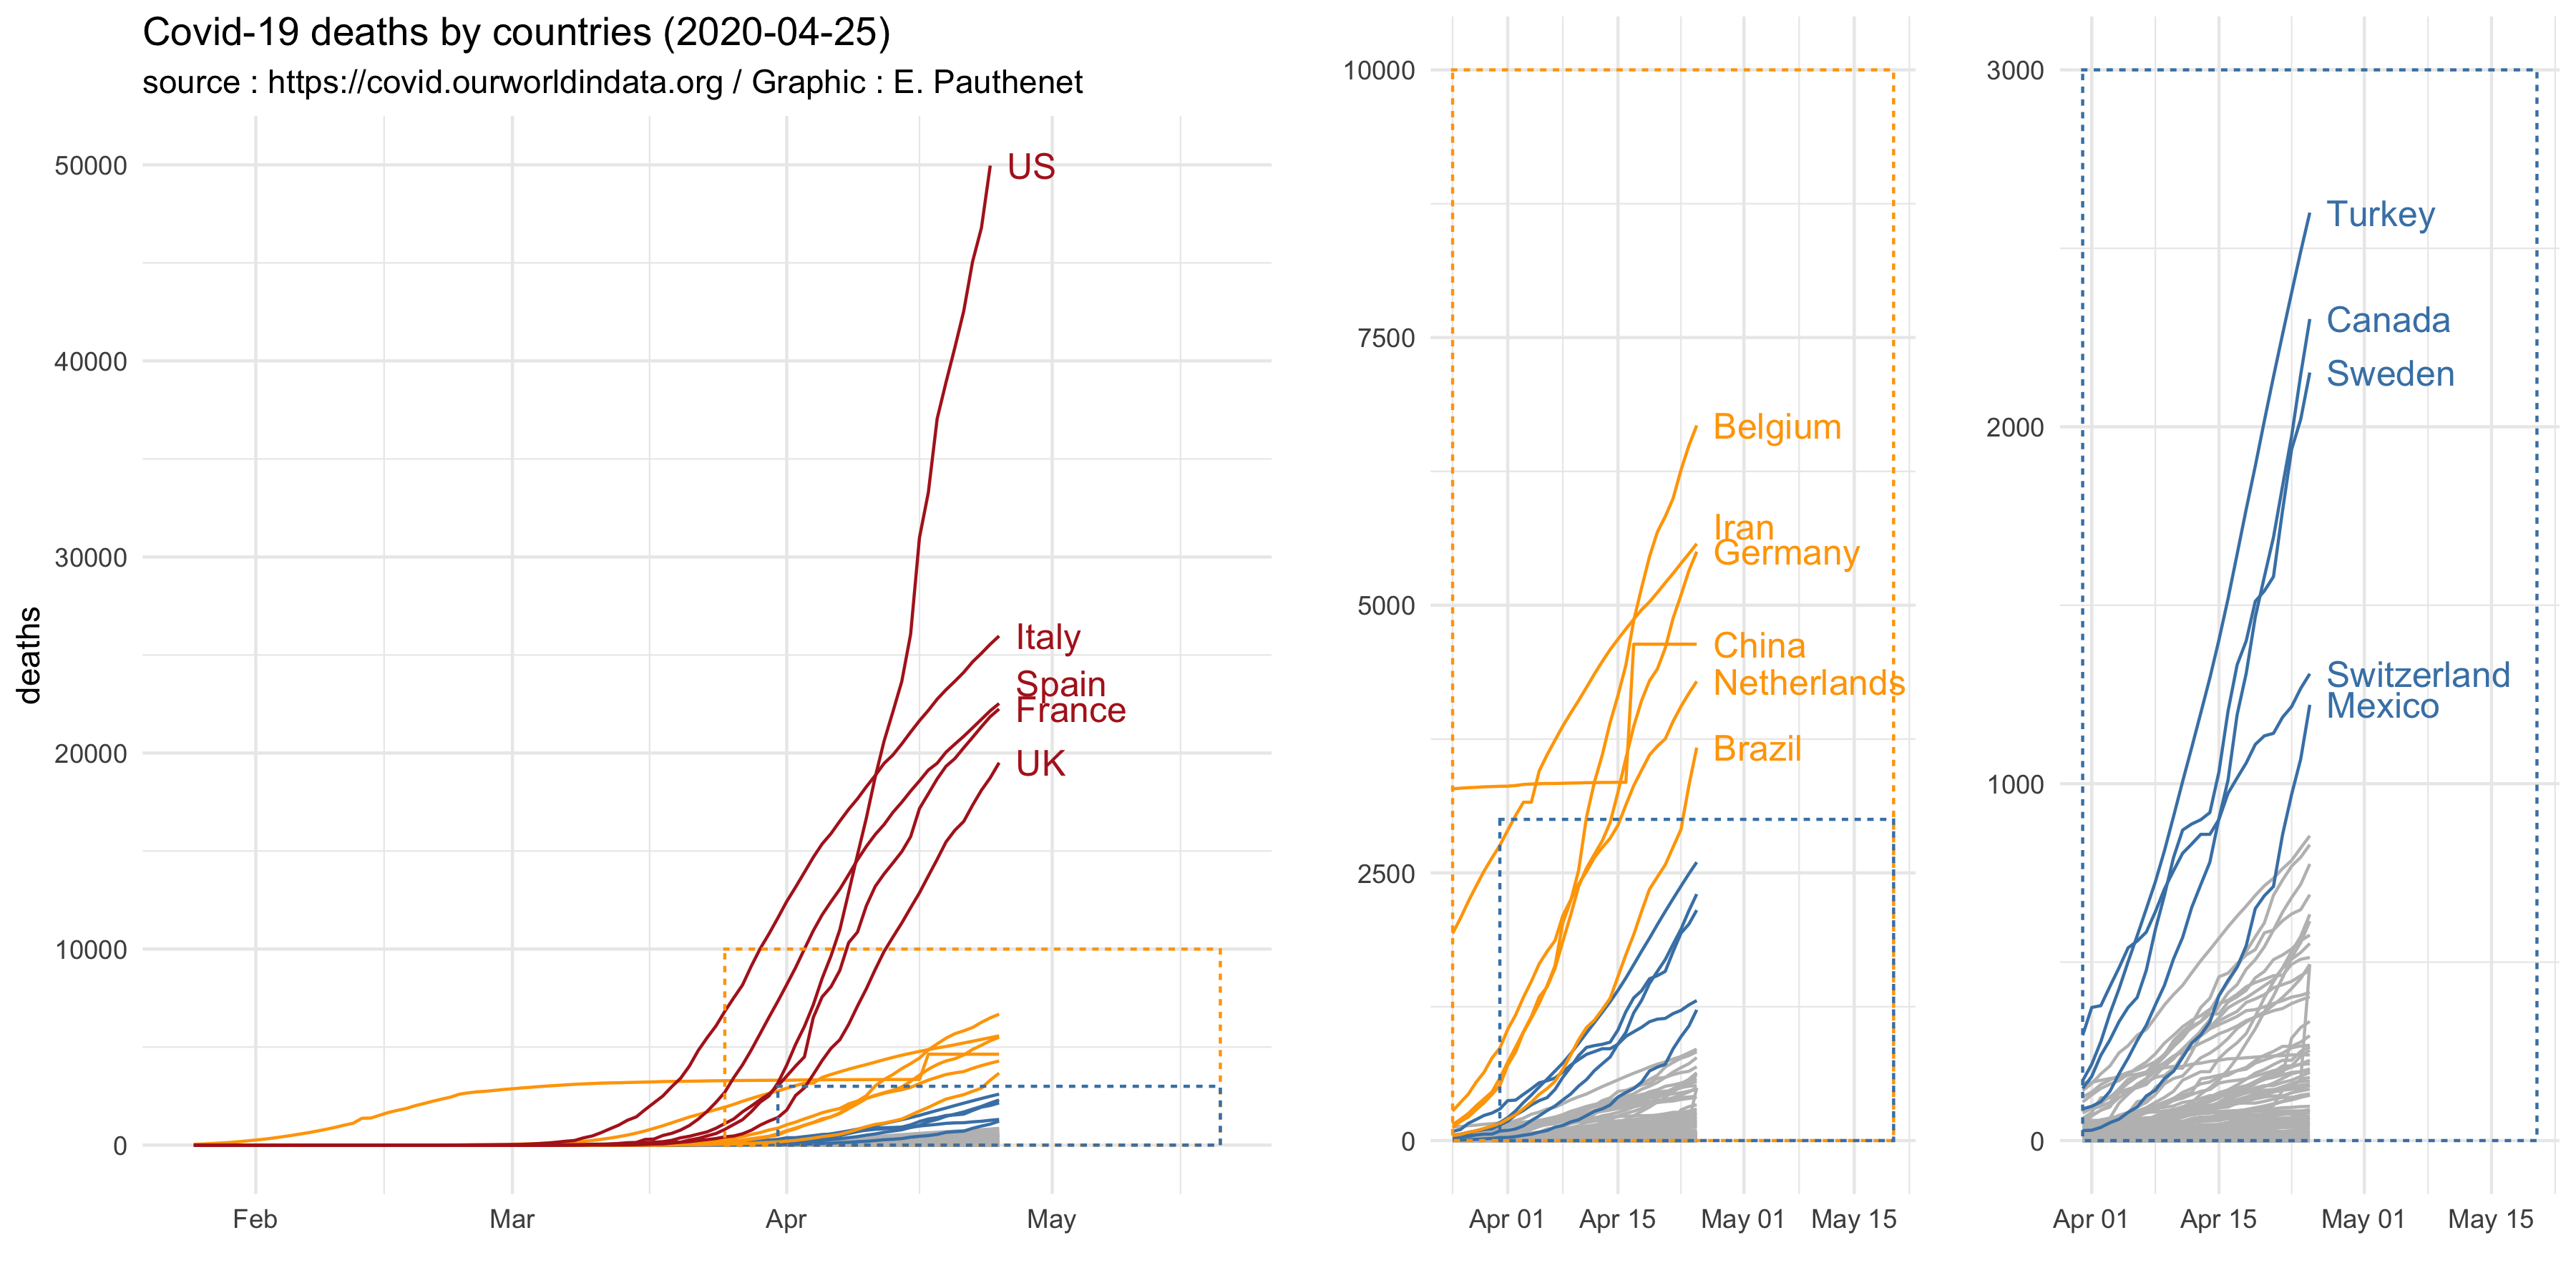 Covid-19 deaths by countries (2020-04-25)
source : https://covid.ourworldindata.org / Graphic : E. Pauthenet
deaths
50000
40000
30000
20000
10000
0
US
Italy
Spain
France
UK
Feb Mar Apr May
10000
7500
5000
2500
0
Belgium
Iran
Germany
China
Netherlands
Brazil
Apr 01 Apr 15 May 01 May 15
3000
2000
1000
0
Turkey
Canada
Sweden
Switzerland
Mexico
Apr 01 Apr 15 May 01 May 15